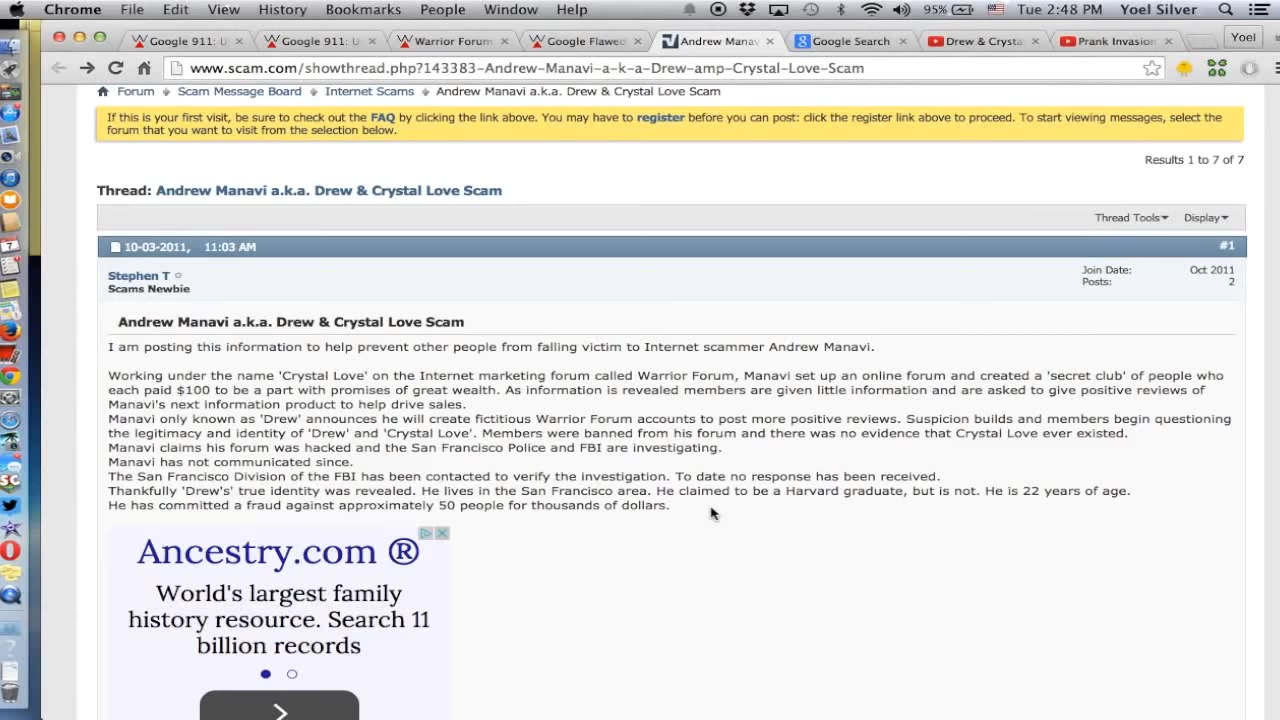 Chrome File Edit View History Bookmarks People Window Help 95% Tue 2:48 PM Yoel Silver
Google 911: U Google 911: U Warrior Forum Google Flawed Andrew Mana Google Search Drew & Crysta Prank Invasion Yoel
www.scam.com/showthread.php?143383-Andrew-Manavi-a-k-a-Drew-amp-Crystal-Love-Scam
Forum Scam Message Board Internet Scams Andrew Manavi a.k.a. Drew & Crystal Love Scam
If this is your first visit, be sure to check out the FAQ by clicking the link above. You may have to register before you can post: click the register link above to proceed. To start viewing messages, select the
forum that you want to visit from the selection below.
Results 1 to 7 of 7
Thread: Andrew Manavi a.k.a. Drew & Crystal Love Scam
Thread Tools Display
10-03-2011, 11:03 AM #1
Stephen T Join Date: Oct 2011
Scams Newbie Posts: 2
Andrew Manavi a.k.a. Drew & Crystal Love Scam
I am posting this information to help prevent other people from falling victim to Internet scammer Andrew Manavi.
Working under the name 'Crystal Love' on the Internet marketing forum called Warrior Forum, Manavi set up an online forum and created a 'secret club' of people who
each paid $100 to be a part with promises of great wealth. As information is revealed members are given little information and are asked to give positive reviews of
Manavi's next information product to help drive sales.
Manavi only known as 'Drew' announces he will create fictitious Warrior Forum accounts to post more positive reviews. Suspicion builds and members begin questioning
the legitimacy and identity of 'Drew' and 'Crystal Love'. Members were banned from his forum and there was no evidence that Crystal Love ever existed.
Manavi claims his forum was hacked and the San Francisco Police and FBI are investigating.
Manavi has not communicated since.
The San Francisco Division of the FBI has been contacted to verify the investigation. To date no response has been received.
Thankfully 'Drew's' true identity was revealed. He lives in the San Francisco area. He claimed to be a Harvard graduate, but is not. He is 22 years of age.
He has committed a fraud against approximately 50 people for thousands of dollars.
Ancestry.com ®
World's largest family
history resource. Search 11
billion records